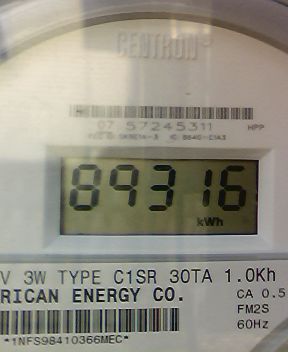 CENTRON
07 57245311
HPP
89316
kWh
V 3W TYPE C1SR 30TA 1.0Kh
RICAN ENERGY CO.
CA 0.5
FM2S
*1NFS98410366MEC*
60Hz